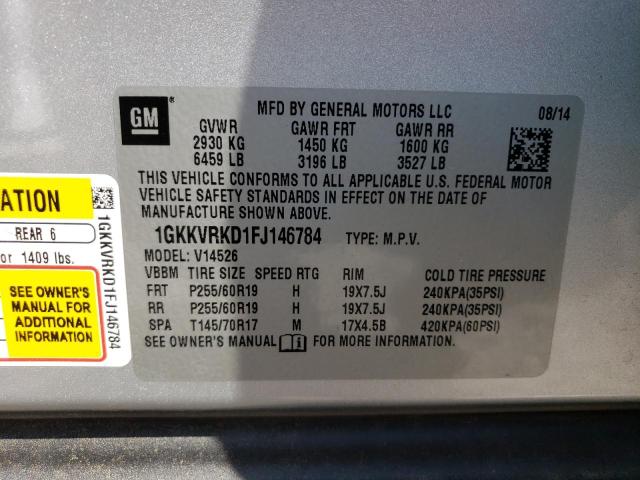 GM ®
MFD BY GENERAL MOTORS LLC 08/14
GVWR GAWR FRT GAWR RR
2930 KG 1450 KG 1600 KG
6459 LB 3196 LB 3527 LB
THIS VEHICLE CONFORMS TO ALL APPLICABLE U.S. FEDERAL MOTOR
VEHICLE SAFETY STANDARDS IN EFFECT ON THE DATE OF
MANUFACTURE SHOWN ABOVE.
1GKKVRKD1FJ146784 TYPE: M.P.V.
MODEL: V14526
VBBM TIRE SIZE SPEED RTG RIM COLD TIRE PRESSURE
FRT P255/60R19 H 19X7.5J 240KPA(35PSI)
RR P255/60R19 H 19X7.5J 240KPA(35PSI)
SPA T145/70R17 M 17X4.5B 420KPA(60PSI)
SEE OWNER'S MANUAL i FOR MORE INFORMATION.
ATION
REAR 6
or 1409 lbs.
SEE OWNER'S
MANUAL FOR
ADDITIONAL
INFORMATION
1GKKVRKD1FJ146784